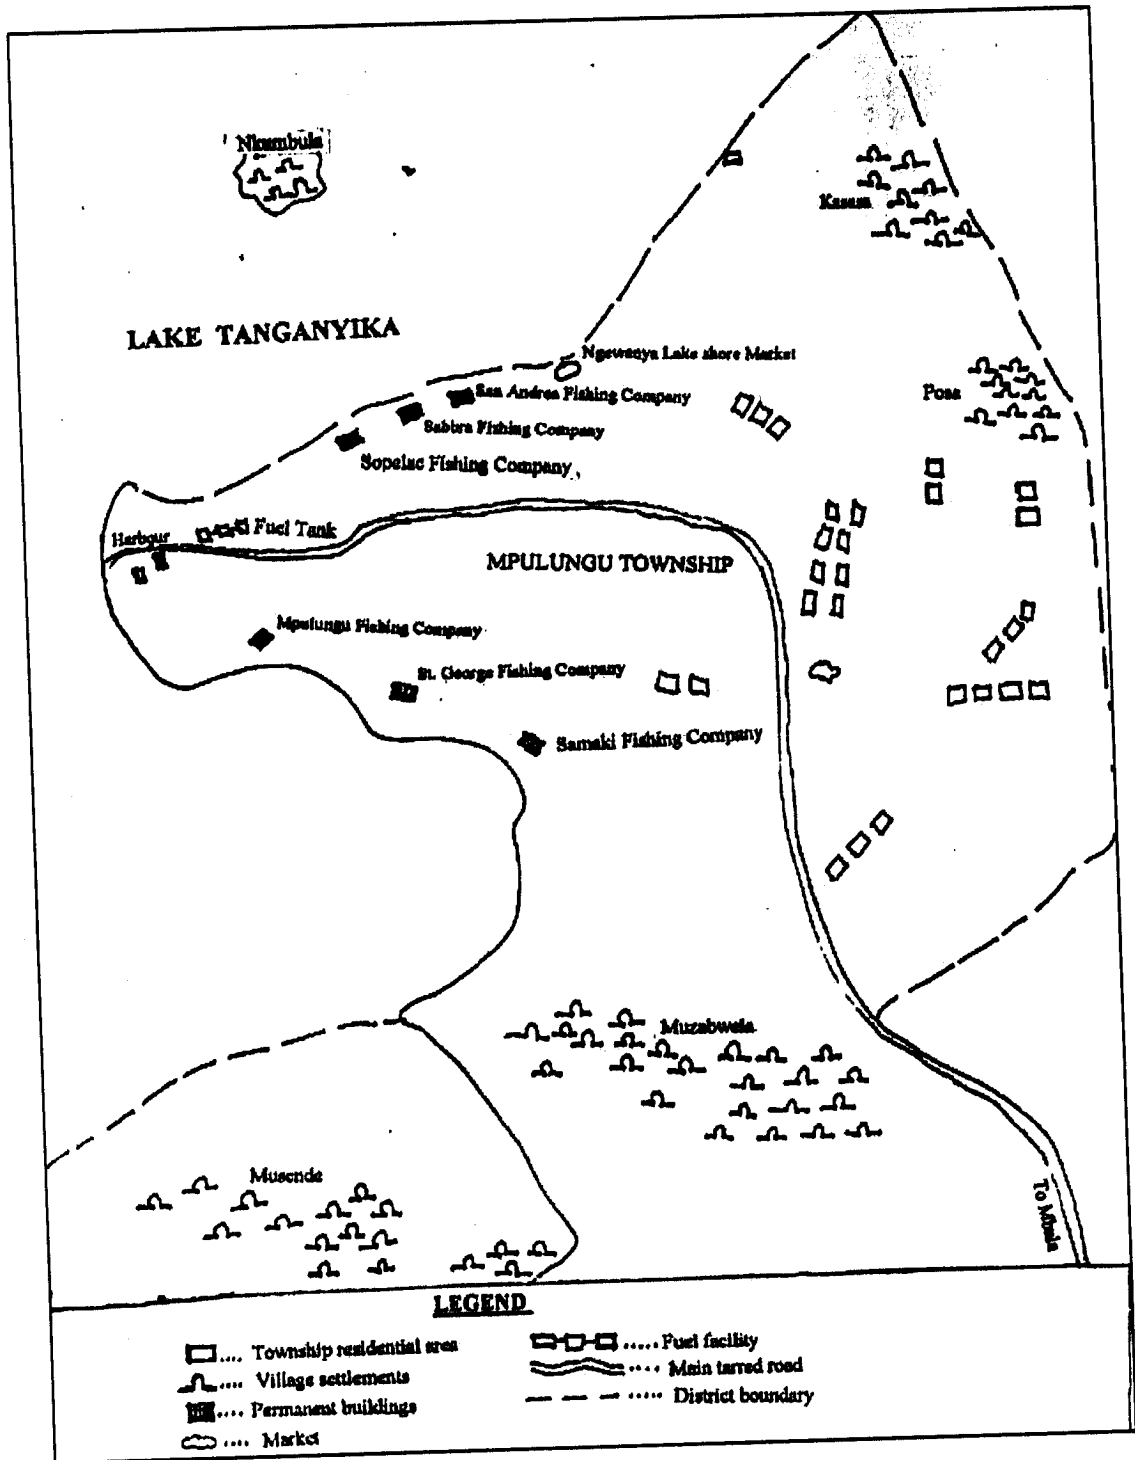 Nkumbula
Kasasa
LAKE TANGANYIKA
Ngewanya Lake shore Market
San Andrea Fishing Company
Posa
Sabbra Fishing Company
Sopelac Fishing Company
Harbour
Fuel Tank
MPULUNGU TOWNSHIP
Mpulungu Fishing Company
St. George Fishing Company
Samaki Fishing Company
Muzabwela
Musende
To Mbala
LEGEND
Township residential area
Village settlements
Permanent buildings
Market
Fuel facility
Main tarred road
District boundary